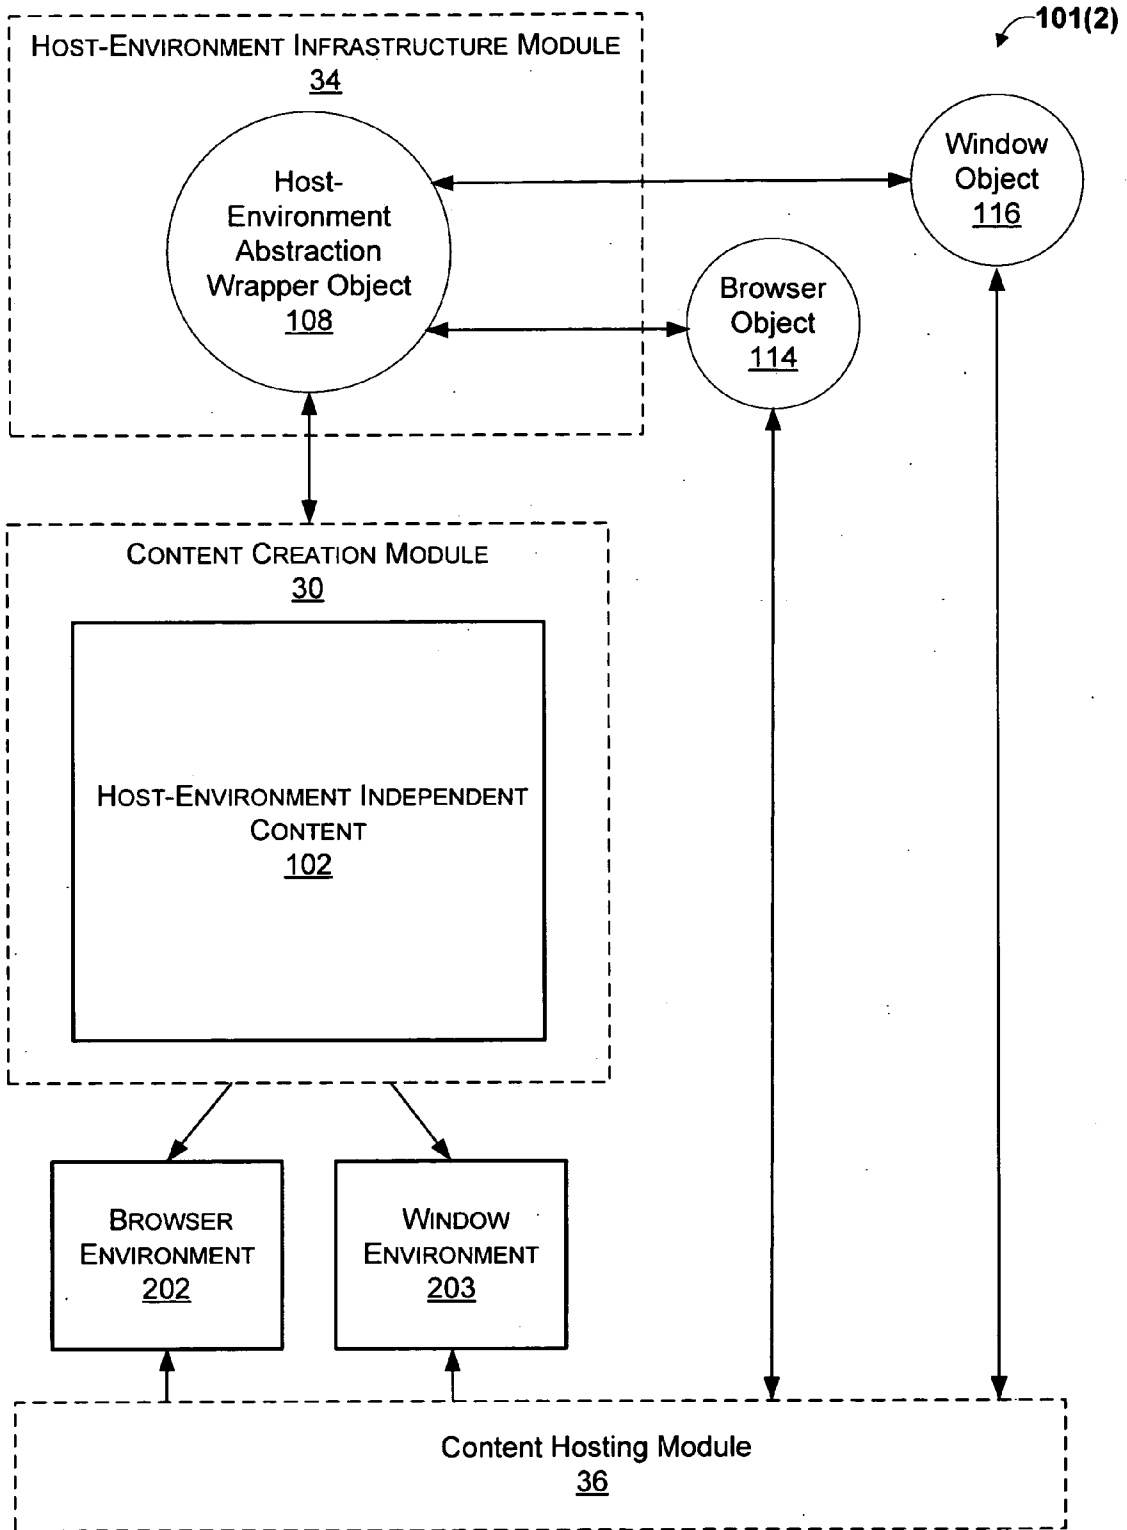 101(2)
HOST-ENVIRONMENT INFRASTRUCTURE MODULE
34
Host-
Environment
Abstraction
Wrapper Object
108
Window
Object
116
Browser
Object
114
CONTENT CREATION MODULE
30
HOST-ENVIRONMENT INDEPENDENT
CONTENT
102
BROWSER
ENVIRONMENT
202
WINDOW
ENVIRONMENT
203
Content Hosting Module
36